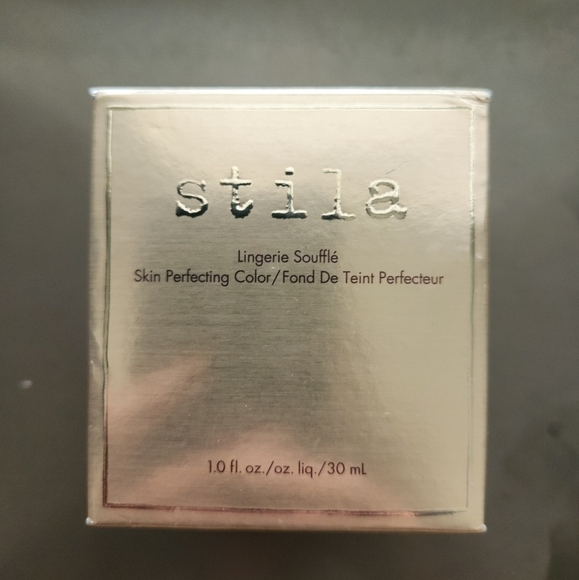 stila
Lingerie Soufflé
Skin Perfecting Color/Fond De Teint Perfecteur
1.0 fl. oz./oz. liq./30 mL